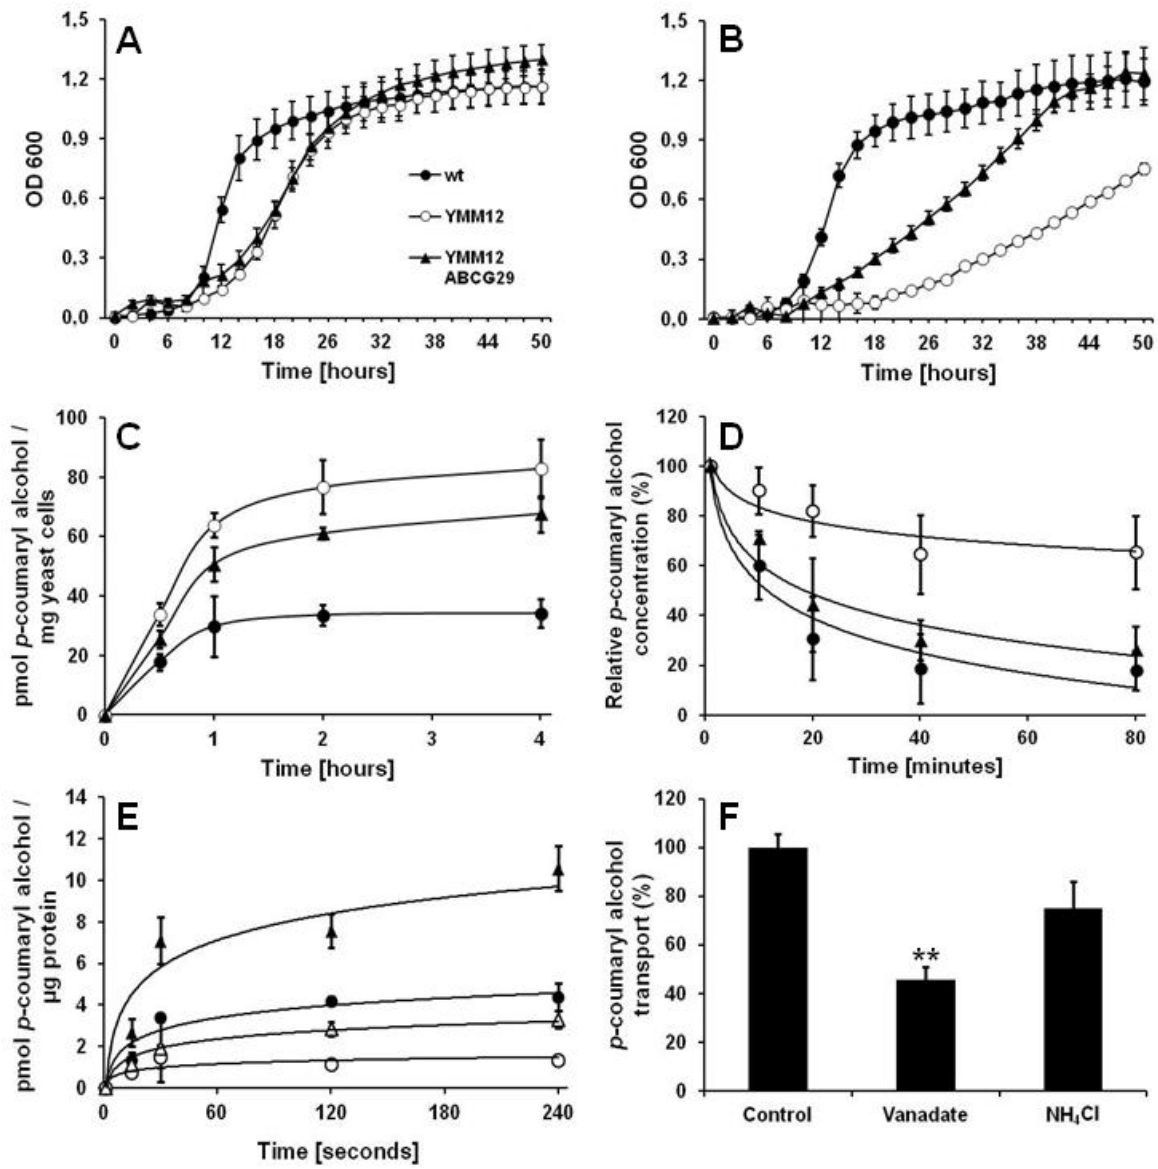 A
OD 600
1,5
1.2
0.9
0.6
0.3
0,0
0 6 12 18 26 32 38 44 50
Time [hours]
wt
YMM12
YMM12
ABCG29
B
OD 600
1,5
1.2
0.9
0.6
0.3
0,0
0 6 12 18 26 32 38 44 50
Time [hours]
C
pmol p-coumaryl alcohol /
mg yeast cells
100
80
60
40
20
0
0 1 2 3 4
Time [hours]
D
Relative p-coumaryl alcohol
concentration (%)
120
100
80
60
40
20
0
0 20 40 60 80
Time [minutes]
E
pmol p-coumaryl alcohol /
µg protein
14
12
10
8
6
4
2
0
0 60 120 180 240
Time [seconds]
F
p-coumaryl alcohol
transport (%)
120
100
80
60
40
20
0
**
Control Vanadate NH₄Cl